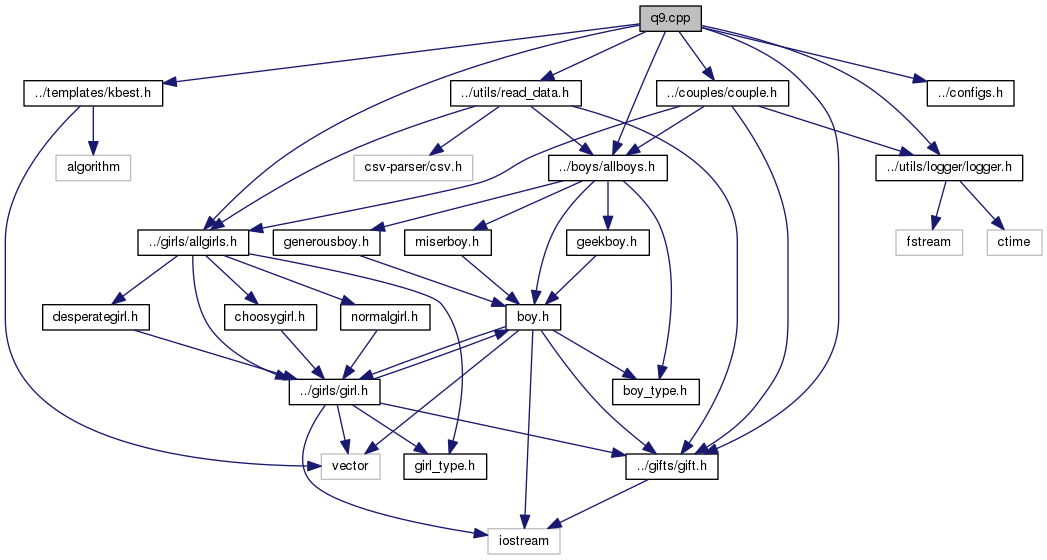 q9.cpp
../templates/kbest.h
../utils/read_data.h
../couples/couple.h
../configs.h
algorithm
csv-parser/csv.h
../boys/allboys.h
../utils/logger/logger.h
../girls/allgirls.h
generousboy.h
miserboy.h
geekboy.h
fstream
ctime
desperategirl.h
choosygirl.h
normalgirl.h
boy.h
../girls/girl.h
boy_type.h
vector
girl_type.h
../gifts/gift.h
iostream